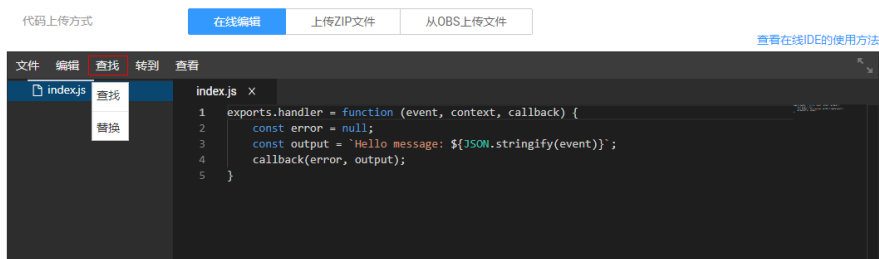 代码上传方式 在线编辑 上传ZIP文件 从OBS上传文件
查看在线IDE的使用方法
文件 编辑 查找 转到 查看
index.js
查找
替换
index.js ×
1 exports.handler = function (event, context, callback) {
2 const error = null;
3 const output = `Hello message: ${JSON.stringify(event)}`;
4 callback(error, output);
5 }